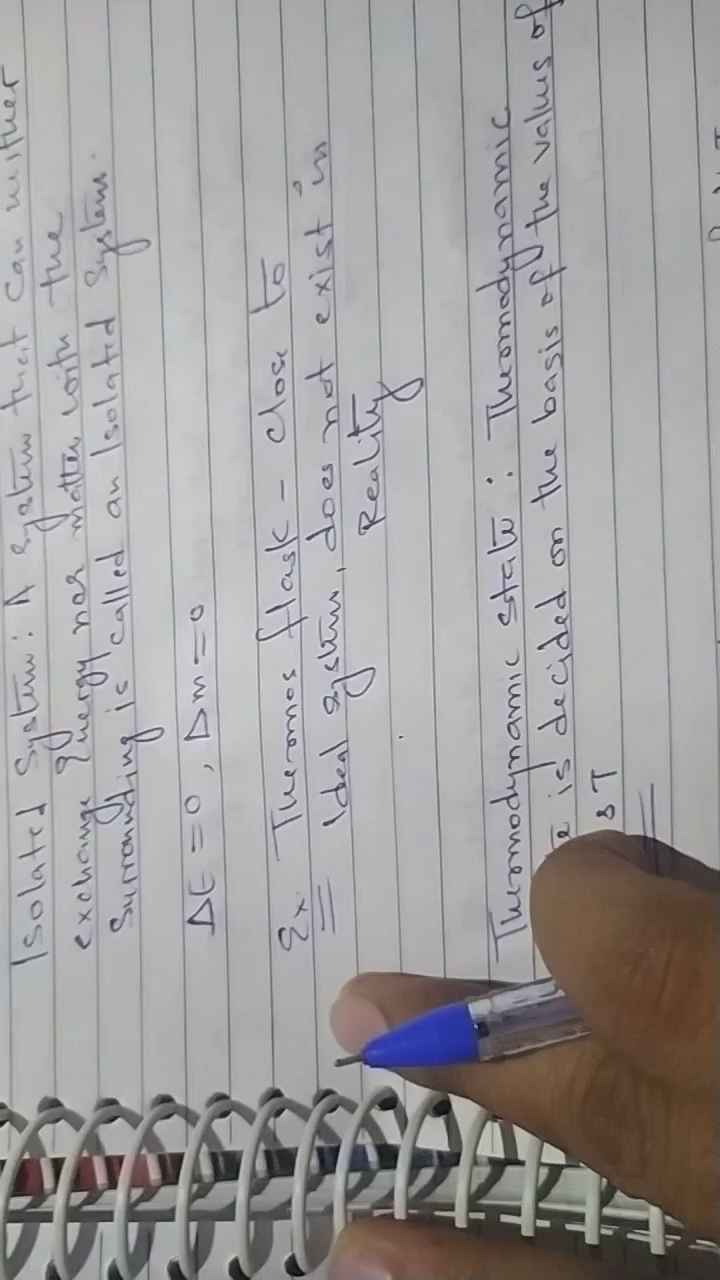 Isolated System: A system that can neither
exchange Energy nor matter with the
Surrounding is called an Isolated System.
ΔE = 0, Δm = 0
Ex. Thermos flask - close to
Ideal System, does not exist in
Reality
Thermodynamic state: Thermodynamic
is decided on the basis of the value of